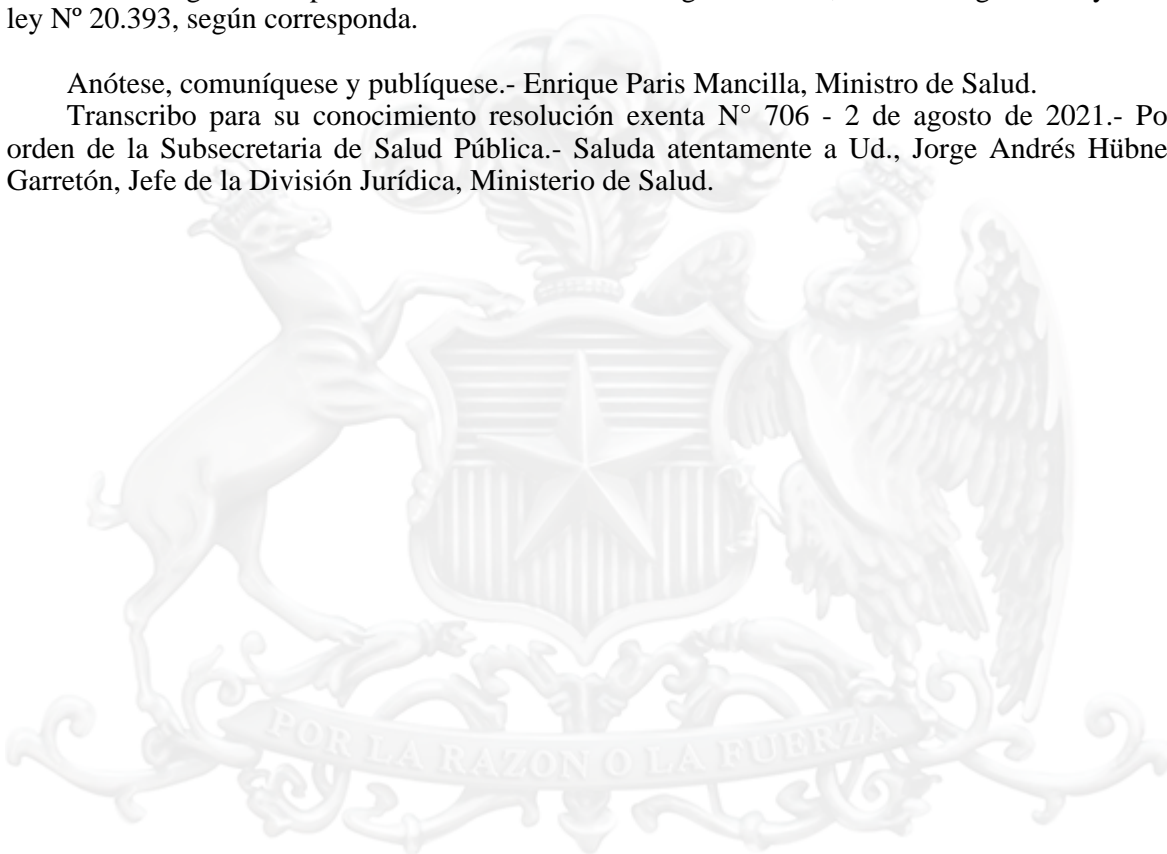 ley Nº 20.393, según corresponda.
Anótese, comuníquese y publíquese.- Enrique Paris Mancilla, Ministro de Salud.
Transcribo para su conocimiento resolución exenta N° 706 - 2 de agosto de 2021.- Po
orden de la Subsecretaria de Salud Pública.- Saluda atentamente a Ud., Jorge Andrés Hübne
Garretón, Jefe de la División Jurídica, Ministerio de Salud.
POR LA RAZON O LA FUERZA